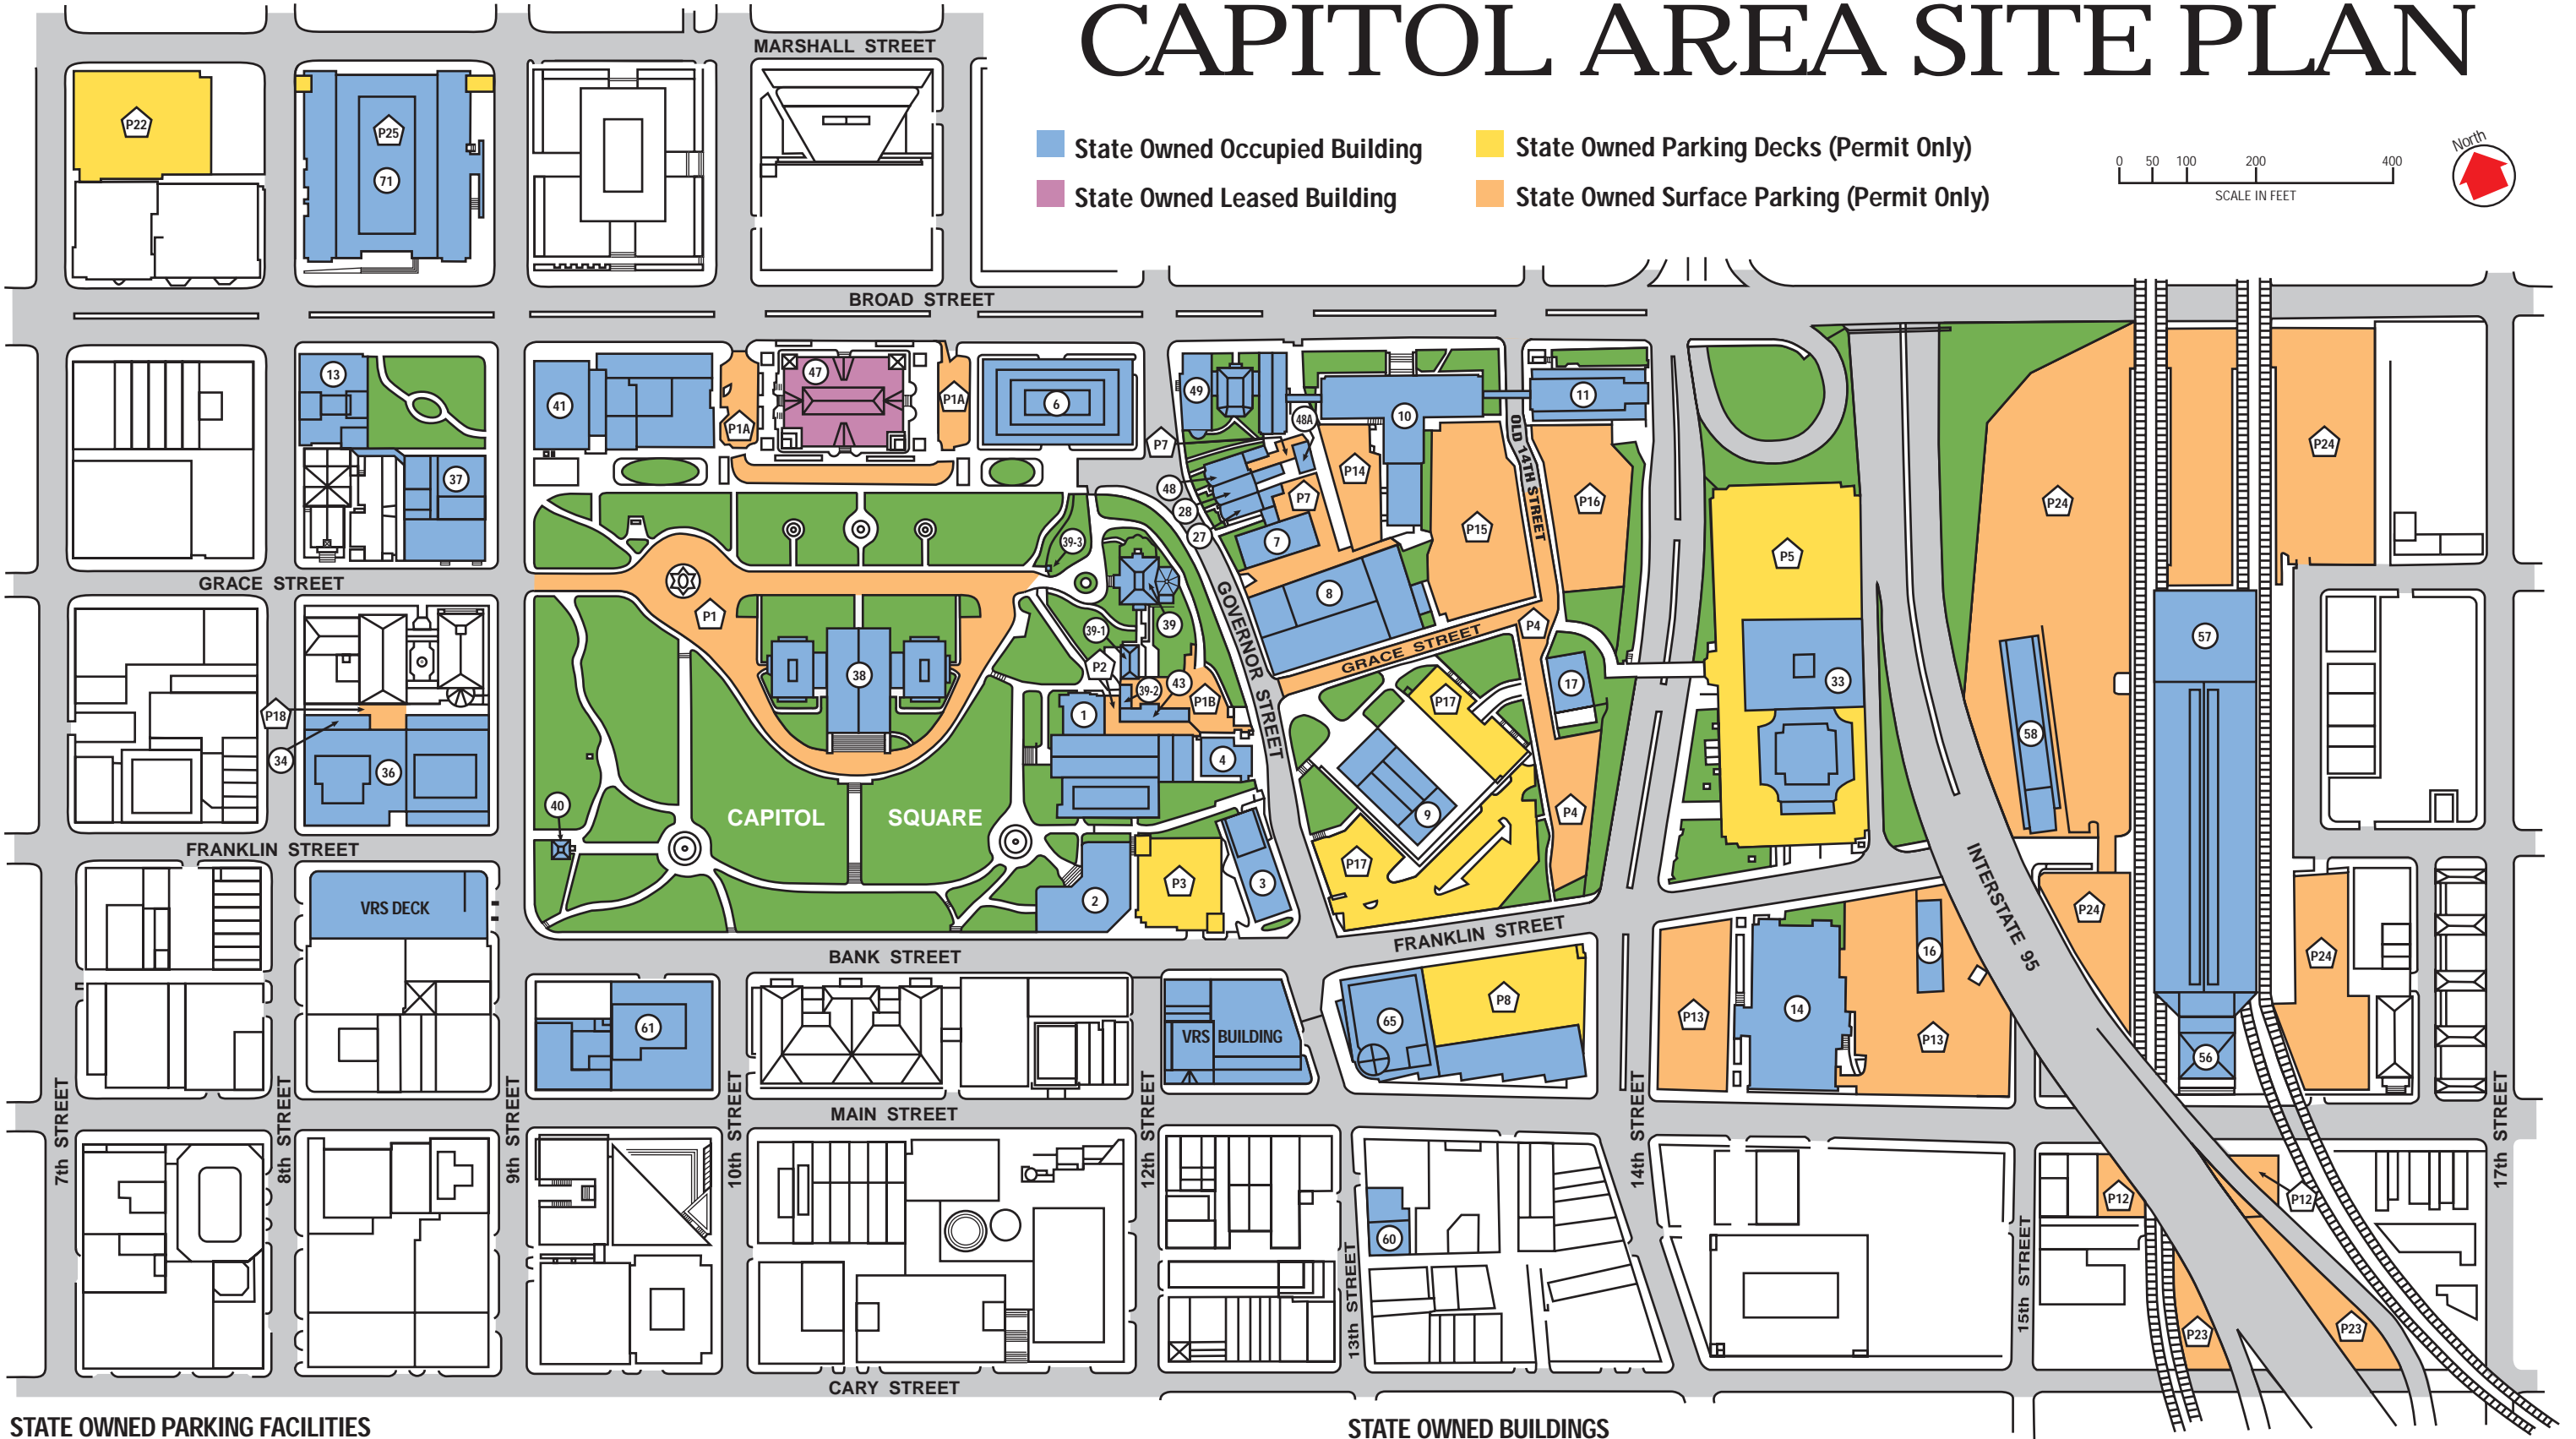 CAPITOL AREA SITE PLAN
MARSHALL STREET
State Owned Occupied Building
State Owned Parking Decks (Permit Only)
State Owned Leased Building
State Owned Surface Parking (Permit Only)
0 50 100 200 400
SCALE IN FEET
North
P22
P25
71
BROAD STREET
13
41
P1A
47
P1A
6
49
48A
10
11
P7
37
48
28
27
P14
P7
7
P15
OLD 14TH STREET
P16
P24
P24
39-3
P5
GRACE STREET
P1
39-1
39
P2
39-2
43
P1B
38
1
8
GOVERNOR STREET
GRACE STREET
P4
17
33
57
P18
34
36
4
P17
58
40
CAPITOL SQUARE
9
P4
FRANKLIN STREET
P17
INTERSTATE 95
VRS DECK
2
P3
3
P24
FRANKLIN STREET
16
P24
BANK STREET
61
VRS BUILDING
65
P8
P13
14
P13
56
7th STREET
8th STREET
9th STREET
10th STREET
MAIN STREET
12th STREET
14th STREET
17th STREET
P12
P12
60
13th STREET
15th STREET
P23
P23
CARY STREET
STATE OWNED PARKING FACILITIES
STATE OWNED BUILDINGS